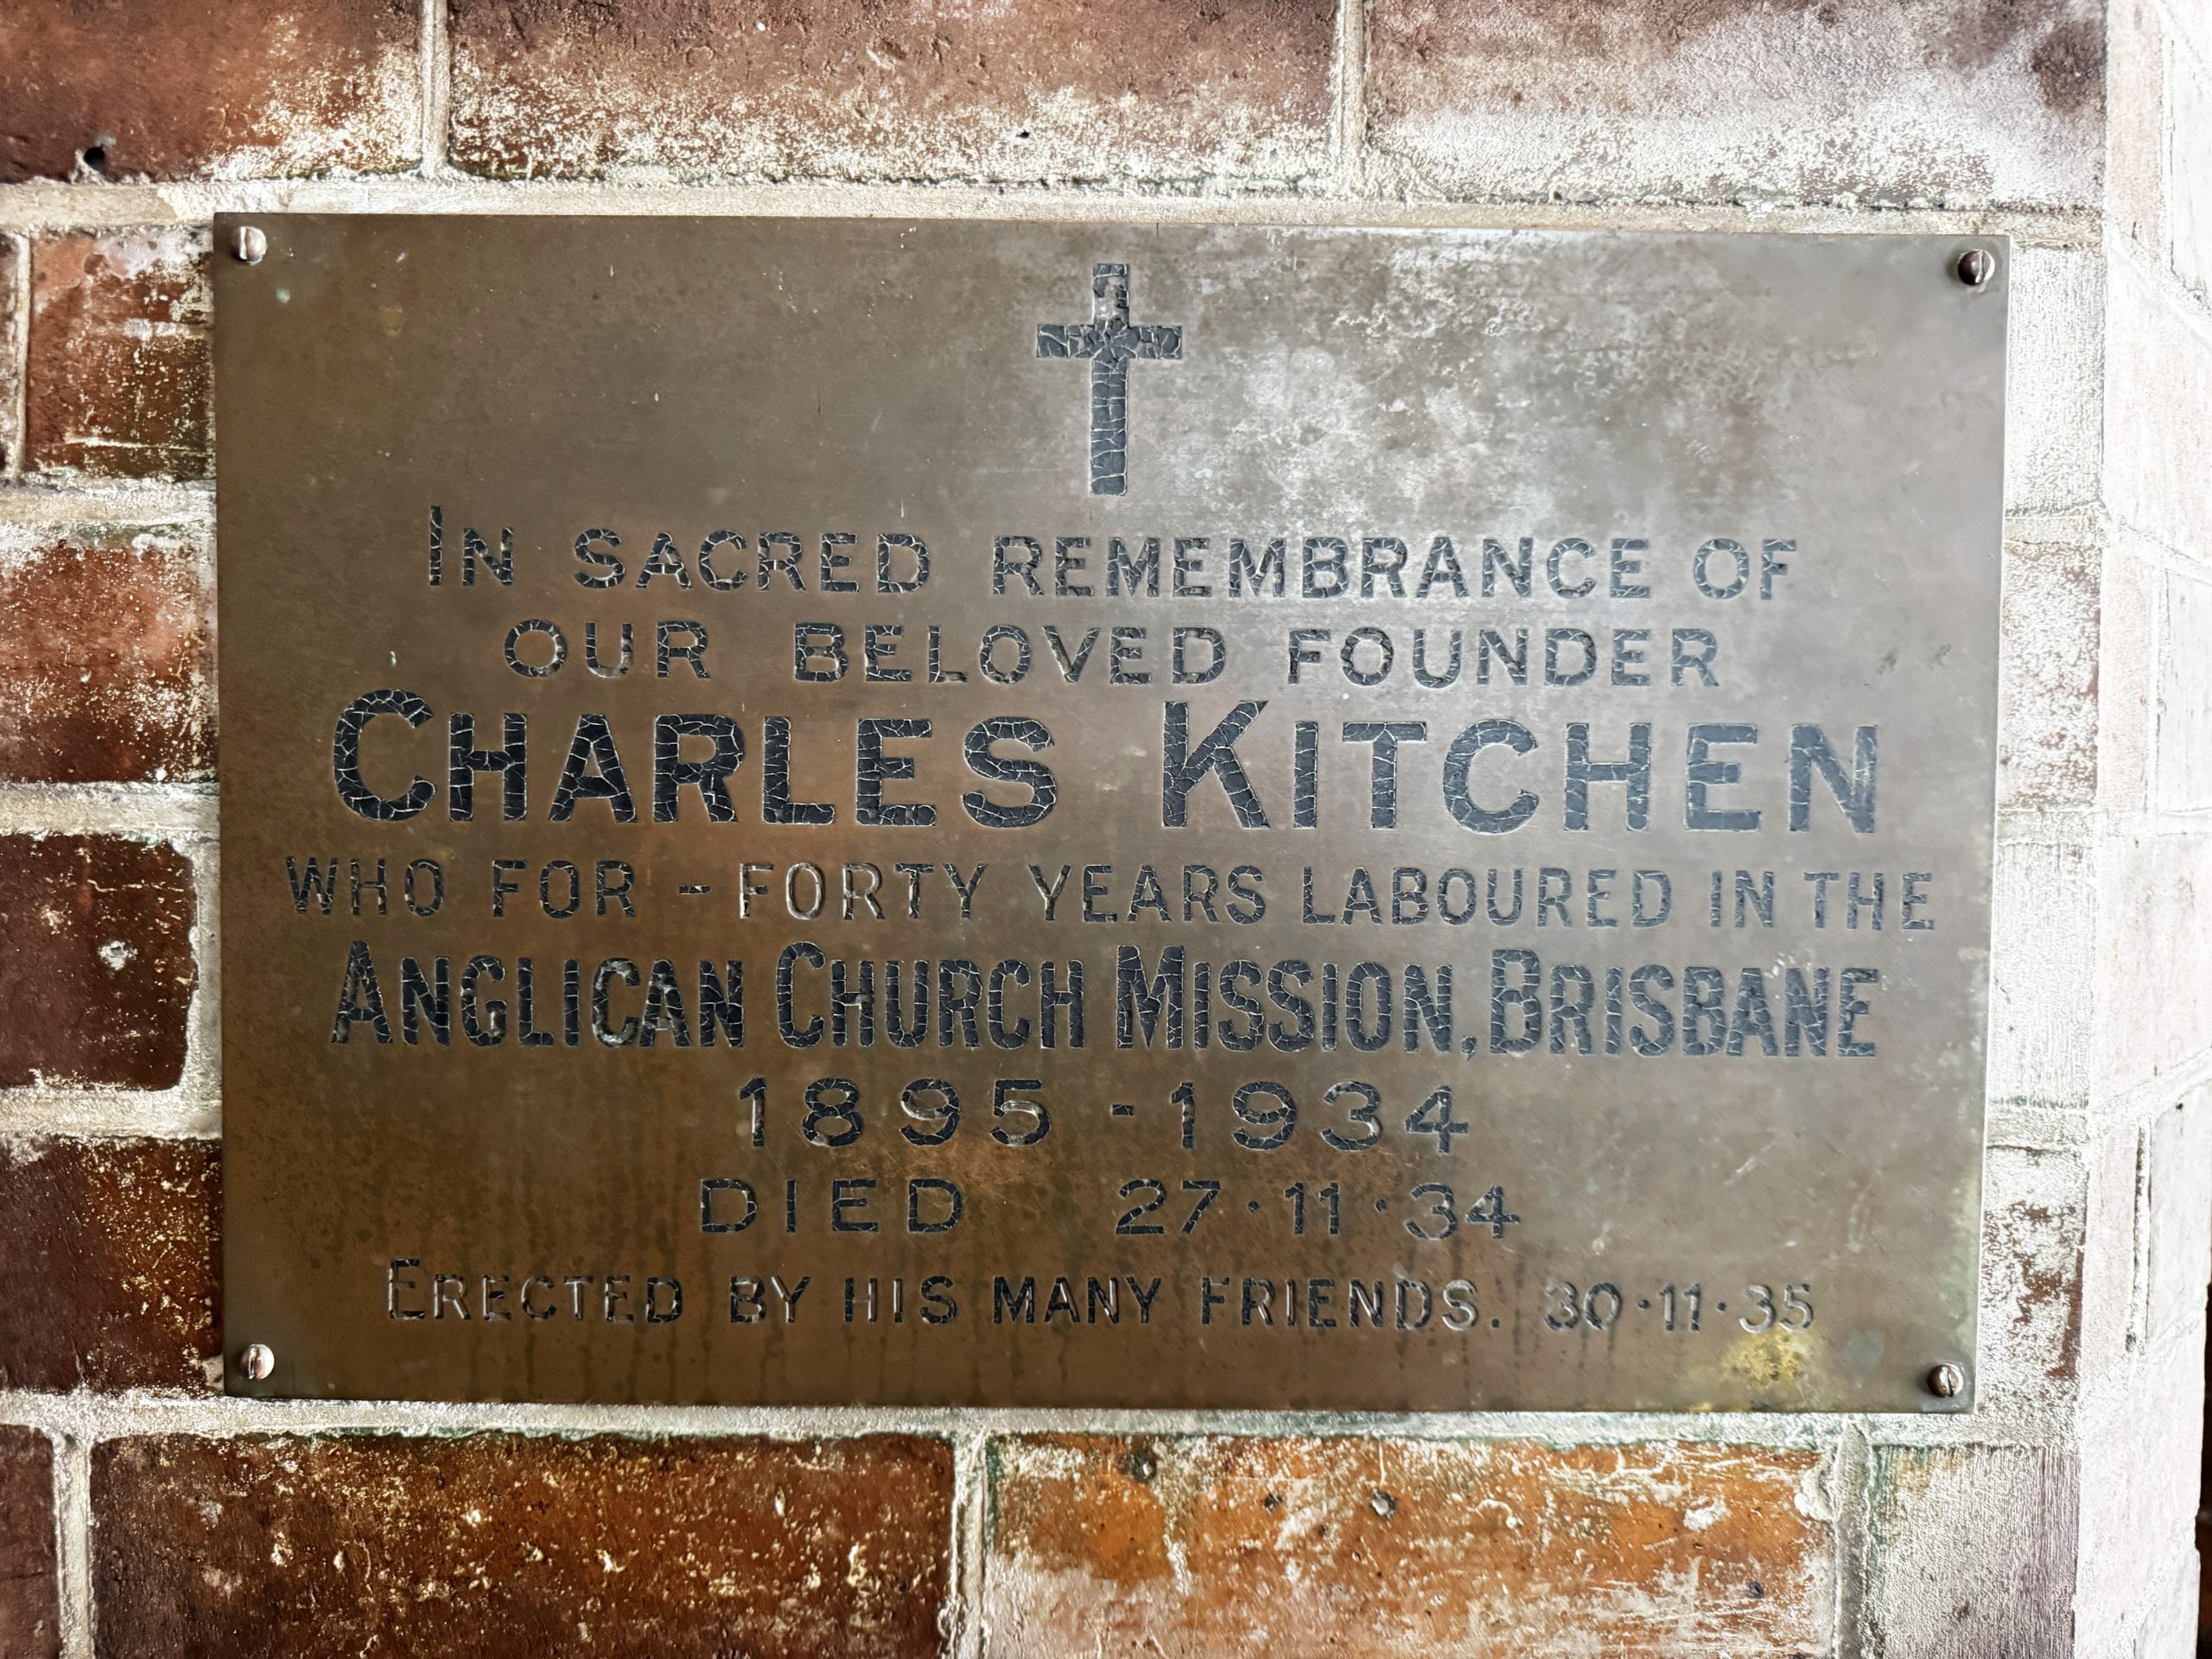 In sacred remembrance of
our beloved founder
Charles Kitchen
who for - forty years laboured in the
Anglican Church Mission, Brisbane
1895 - 1934
died 27·11·34
Erected by his many friends. 30·11·35